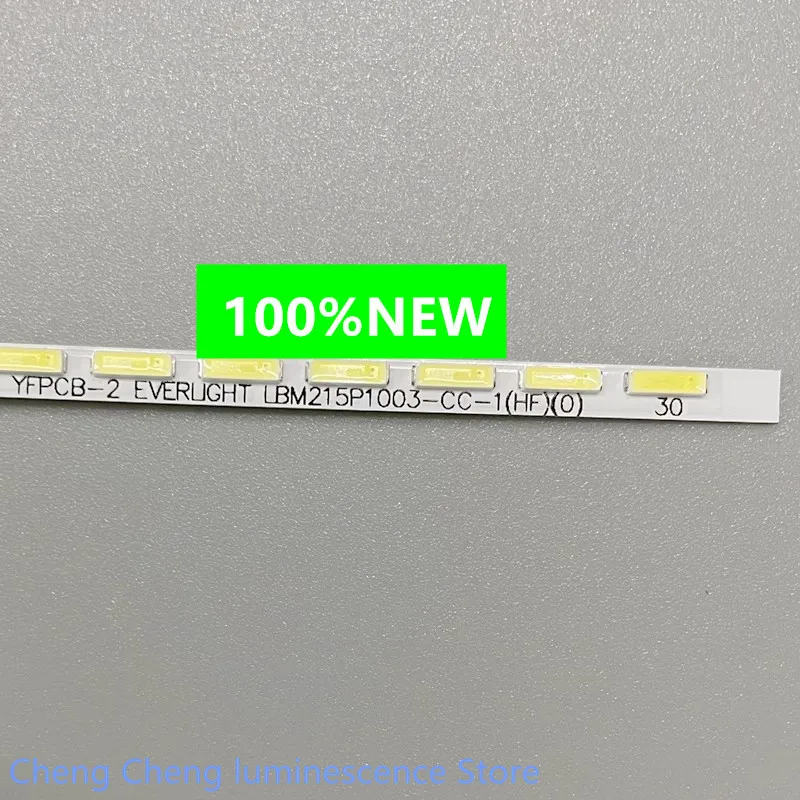 100%NEW
YFPCB-2 EVERLIGHT LBM215P1003-CC-1(HF)(0) 30
Cheng Cheng luminescence Store